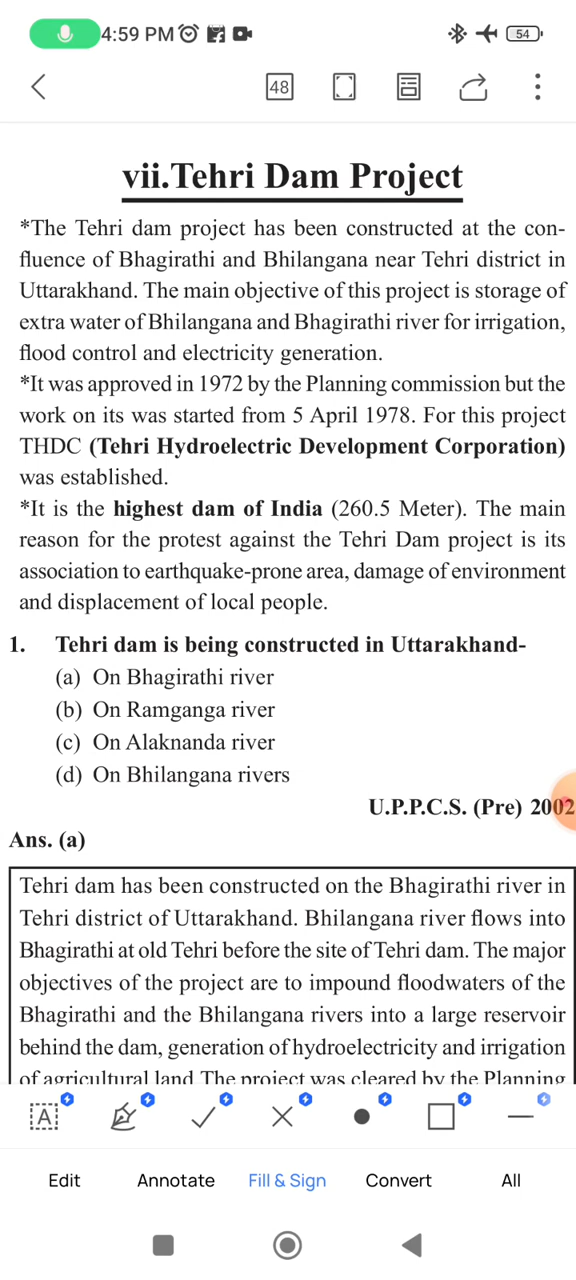 4:59 PM
54
48
vii.Tehri Dam Project
*The Tehri dam project has been constructed at the con-
fluence of Bhagirathi and Bhilangana near Tehri district in
Uttarakhand. The main objective of this project is storage of
extra water of Bhilangana and Bhagirathi river for irrigation,
flood control and electricity generation.
*It was approved in 1972 by the Planning commission but the
work on its was started from 5 April 1978. For this project
THDC (Tehri Hydroelectric Development Corporation)
was established.
*It is the highest dam of India (260.5 Meter). The main
reason for the protest against the Tehri Dam project is its
association to earthquake-prone area, damage of environment
and displacement of local people.
1. Tehri dam is being constructed in Uttarakhand-
(a) On Bhagirathi river
(b) On Ramganga river
(c) On Alaknanda river
(d) On Bhilangana rivers
U.P.P.C.S. (Pre) 2002
Ans. (a)
Tehri dam has been constructed on the Bhagirathi river in
Tehri district of Uttarakhand. Bhilangana river flows into
Bhagirathi at old Tehri before the site of Tehri dam. The major
objectives of the project are to impound floodwaters of the
Bhagirathi and the Bhilangana rivers into a large reservoir
behind the dam, generation of hydroelectricity and irrigation
of agricultural land The project was cleared by the Planning
A
Edit Annotate Fill & Sign Convert All